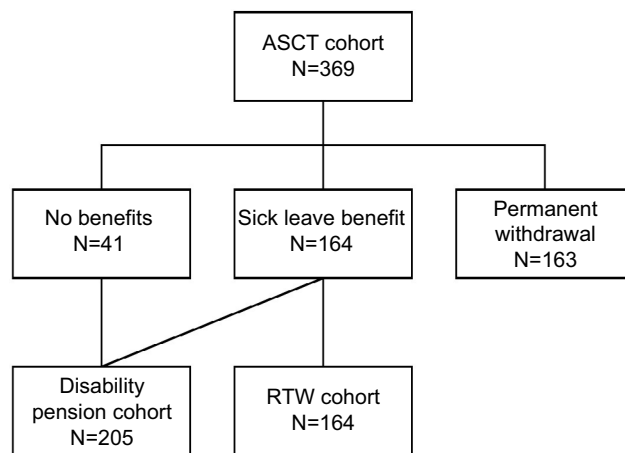 ASCT cohort
N=369
No benefits
N=41
Sick leave benefit
N=164
Permanent
withdrawal
N=163
Disability
pension cohort
N=205
RTW cohort
N=164